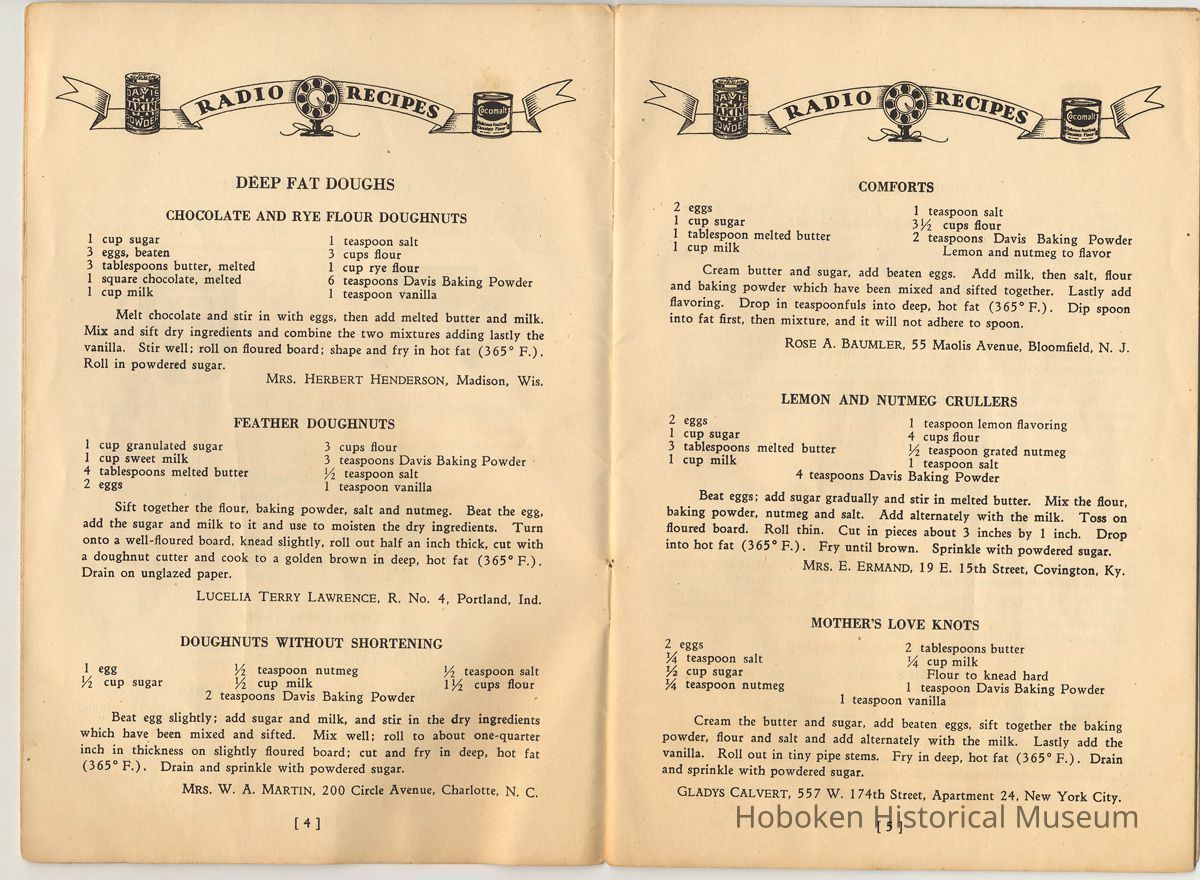 DAVIS BAKING POWDER RADIO RECIPES Cocomalt
DEEP FAT DOUGHS
CHOCOLATE AND RYE FLOUR DOUGHNUTS
1 cup sugar 1 teaspoon salt
3 eggs, beaten 3 cups flour
3 tablespoons butter, melted 1 cup rye flour
1 square chocolate, melted 6 teaspoons Davis Baking Powder
1 cup milk 1 teaspoon vanilla
Melt chocolate and stir in with eggs, then add melted butter and milk.
Mix and sift dry ingredients and combine the two mixtures adding lastly the
vanilla. Stir well; roll on floured board; shape and fry in hot fat (365° F.).
Roll in powdered sugar.
MRS. HERBERT HENDERSON, Madison, Wis.
FEATHER DOUGHNUTS
1 cup granulated sugar 3 cups flour
1 cup sweet milk 3 teaspoons Davis Baking Powder
4 tablespoons melted butter ½ teaspoon salt
2 eggs 1 teaspoon vanilla
Sift together the flour, baking powder, salt and nutmeg. Beat the egg,
add the sugar and milk to it and use to moisten the dry ingredients. Turn
onto a well-floured board, knead slightly, roll out half an inch thick, cut with
a doughnut cutter and cook to a golden brown in deep, hot fat (365° F.).
Drain on unglazed paper.
LUCELIA TERRY LAWRENCE, R. No. 4, Portland, Ind.
DOUGHNUTS WITHOUT SHORTENING
1 egg ½ teaspoon nutmeg ½ teaspoon salt
½ cup sugar ½ cup milk 1½ cups flour
2 teaspoons Davis Baking Powder
Beat egg slightly; add sugar and milk, and stir in the dry ingredients
which have been mixed and sifted. Mix well; roll to about one-quarter
inch in thickness on slightly floured board; cut and fry in deep, hot fat
(365° F.). Drain and sprinkle with powdered sugar.
MRS. W. A. MARTIN, 200 Circle Avenue, Charlotte, N. C.
[4]
DAVIS BAKING POWDER RADIO RECIPES Cocomalt
COMFORTS
2 eggs 1 teaspoon salt
1 cup sugar 3½ cups flour
1 tablespoon melted butter 2 teaspoons Davis Baking Powder
1 cup milk Lemon and nutmeg to flavor
Cream butter and sugar, add beaten eggs. Add milk, then salt, flour
and baking powder which have been mixed and sifted together. Lastly add
flavoring. Drop in teaspoonfuls into deep, hot fat (365° F.). Dip spoon
into fat first, then mixture, and it will not adhere to spoon.
ROSE A. BAUMLER, 55 Maolis Avenue, Bloomfield, N. J.
LEMON AND NUTMEG CRULLERS
2 eggs 1 teaspoon lemon flavoring
1 cup sugar 4 cups flour
3 tablespoons melted butter ½ teaspoon grated nutmeg
1 cup milk 1 teaspoon salt
4 teaspoons Davis Baking Powder
Beat eggs; add sugar gradually and stir in melted butter. Mix the flour,
baking powder, nutmeg and salt. Add alternately with the milk. Toss on
floured board. Roll thin. Cut in pieces about 3 inches by 1 inch. Drop
into hot fat (365° F.). Fry until brown. Sprinkle with powdered sugar.
MRS. E. ERMAND, 19 E. 15th Street, Covington, Ky.
MOTHER'S LOVE KNOTS
2 eggs 2 tablespoons butter
¼ teaspoon salt ¼ cup milk
½ cup sugar Flour to knead hard
¼ teaspoon nutmeg 1 teaspoon Davis Baking Powder
1 teaspoon vanilla
Cream the butter and sugar, add beaten eggs, sift together the baking
powder, flour and salt and add alternately with the milk. Lastly add the
vanilla. Roll out in tiny pipe stems. Fry in deep, hot fat (365° F.). Drain
and sprinkle with powdered sugar.
GLADYS CALVERT, 557 W. 174th Street, Apartment 24, New York City.
[5]
Hoboken Historical Museum